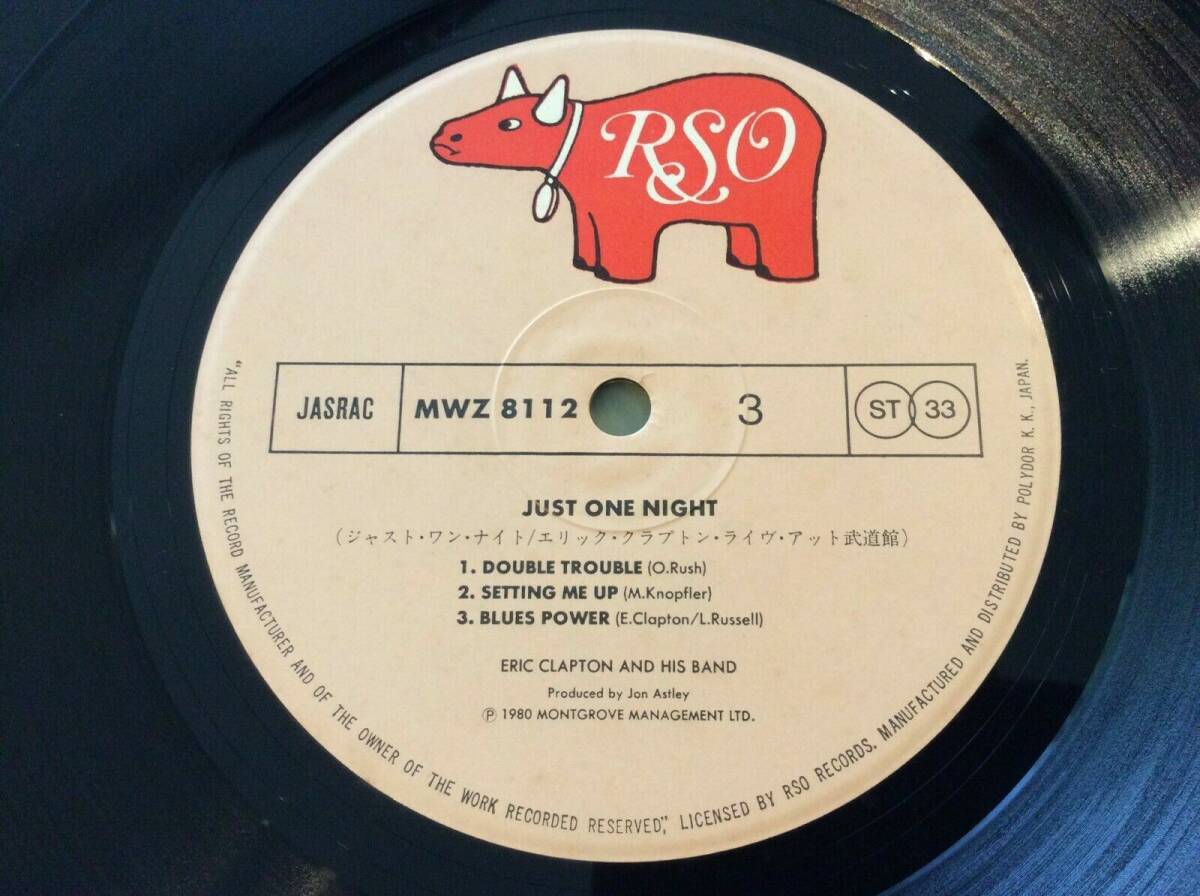 RSO
JASRAC MWZ 8112 3 ST 33
JUST ONE NIGHT
(ジャスト・ワン・ナイト/エリック・クラプトン・ライヴ・アット武道館)
1. DOUBLE TROUBLE (O.Rush)
2. SETTING ME UP (M.Knopfler)
3. BLUES POWER (E.Clapton/L.Russell)
ERIC CLAPTON AND HIS BAND
Produced by Jon Astley
Ⓟ 1980 MONTGROVE MANAGEMENT LTD.
"ALL RIGHTS OF THE RECORD MANUFACTURER AND OF THE OWNER OF THE WORK RECORDED RESERVED", LICENSED BY RSO RECORDS. MANUFACTURED AND DISTRIBUTED BY POLYDOR K. K., JAPAN.